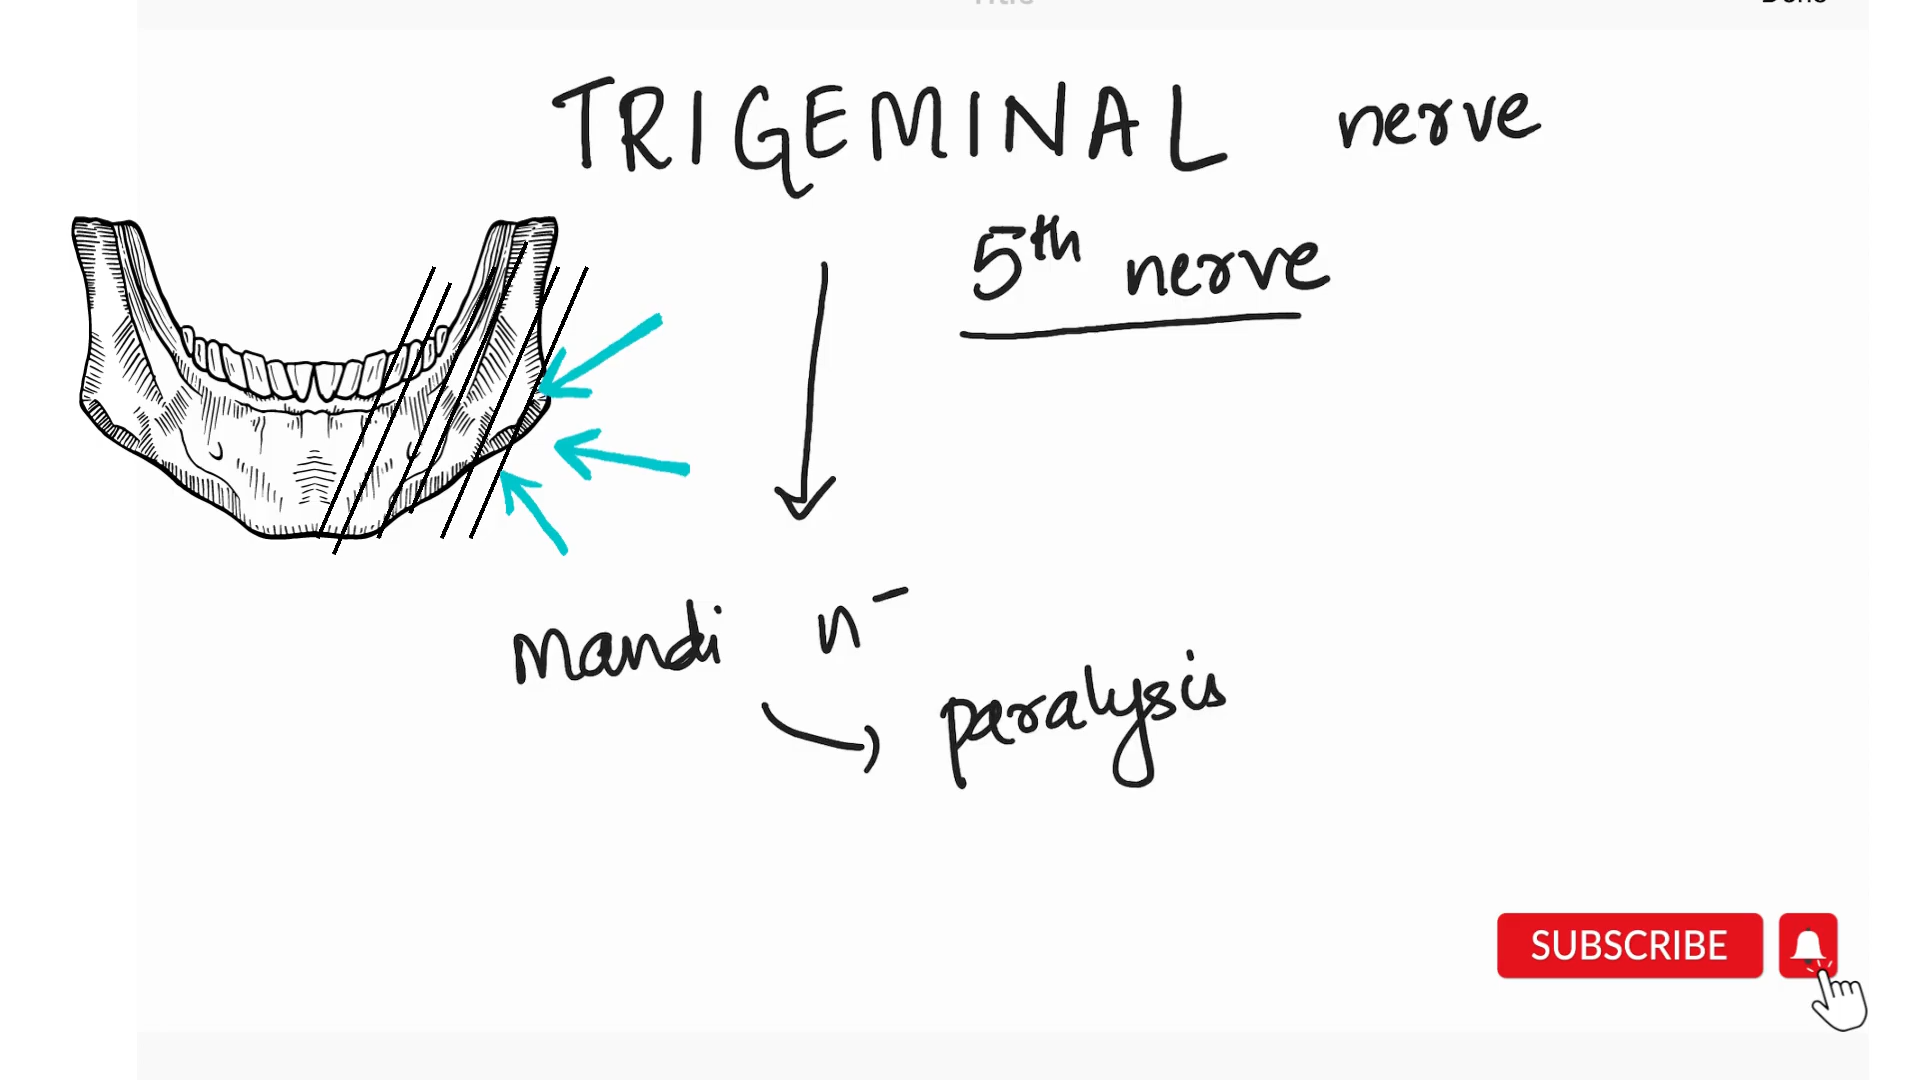 TRIGEMINAL nerve
5th nerve
mandi n-
paralysis
SUBSCRIBE